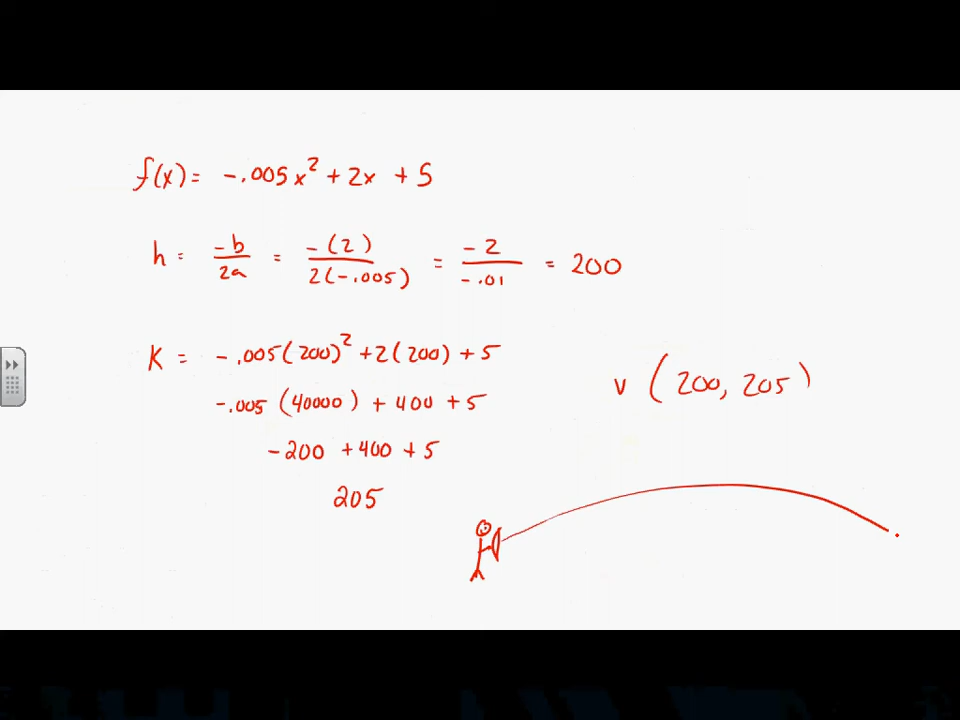 f(x) = -.005x² + 2x + 5
h = -b/2a = -(2)/2(-.005) = -2/-.01 = 200
K = -.005(200)² + 2(200) + 5
-.005 (40000) + 400 + 5
v (200, 205)
-200 + 400 + 5
205